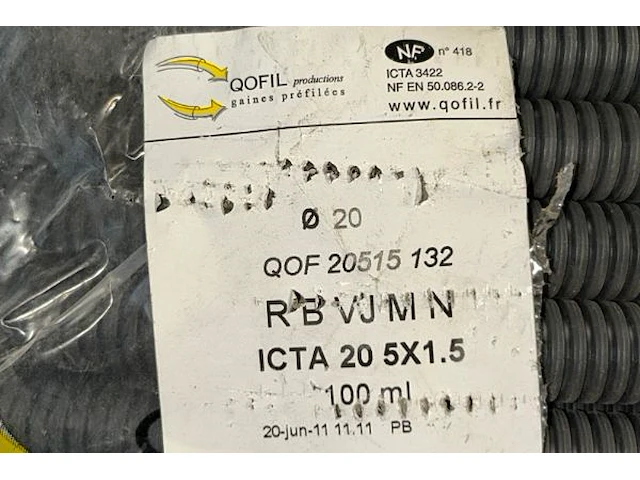 QOFIL productions
gaines préfilées
NF n° 418
ICTA 3422
NF EN 50.086.2-2
www.qofil.fr
Ø 20
QOF 20515 132
R B VJ M N
ICTA 20 5X1.5
100 ml
20-jun-11 11.11 PB